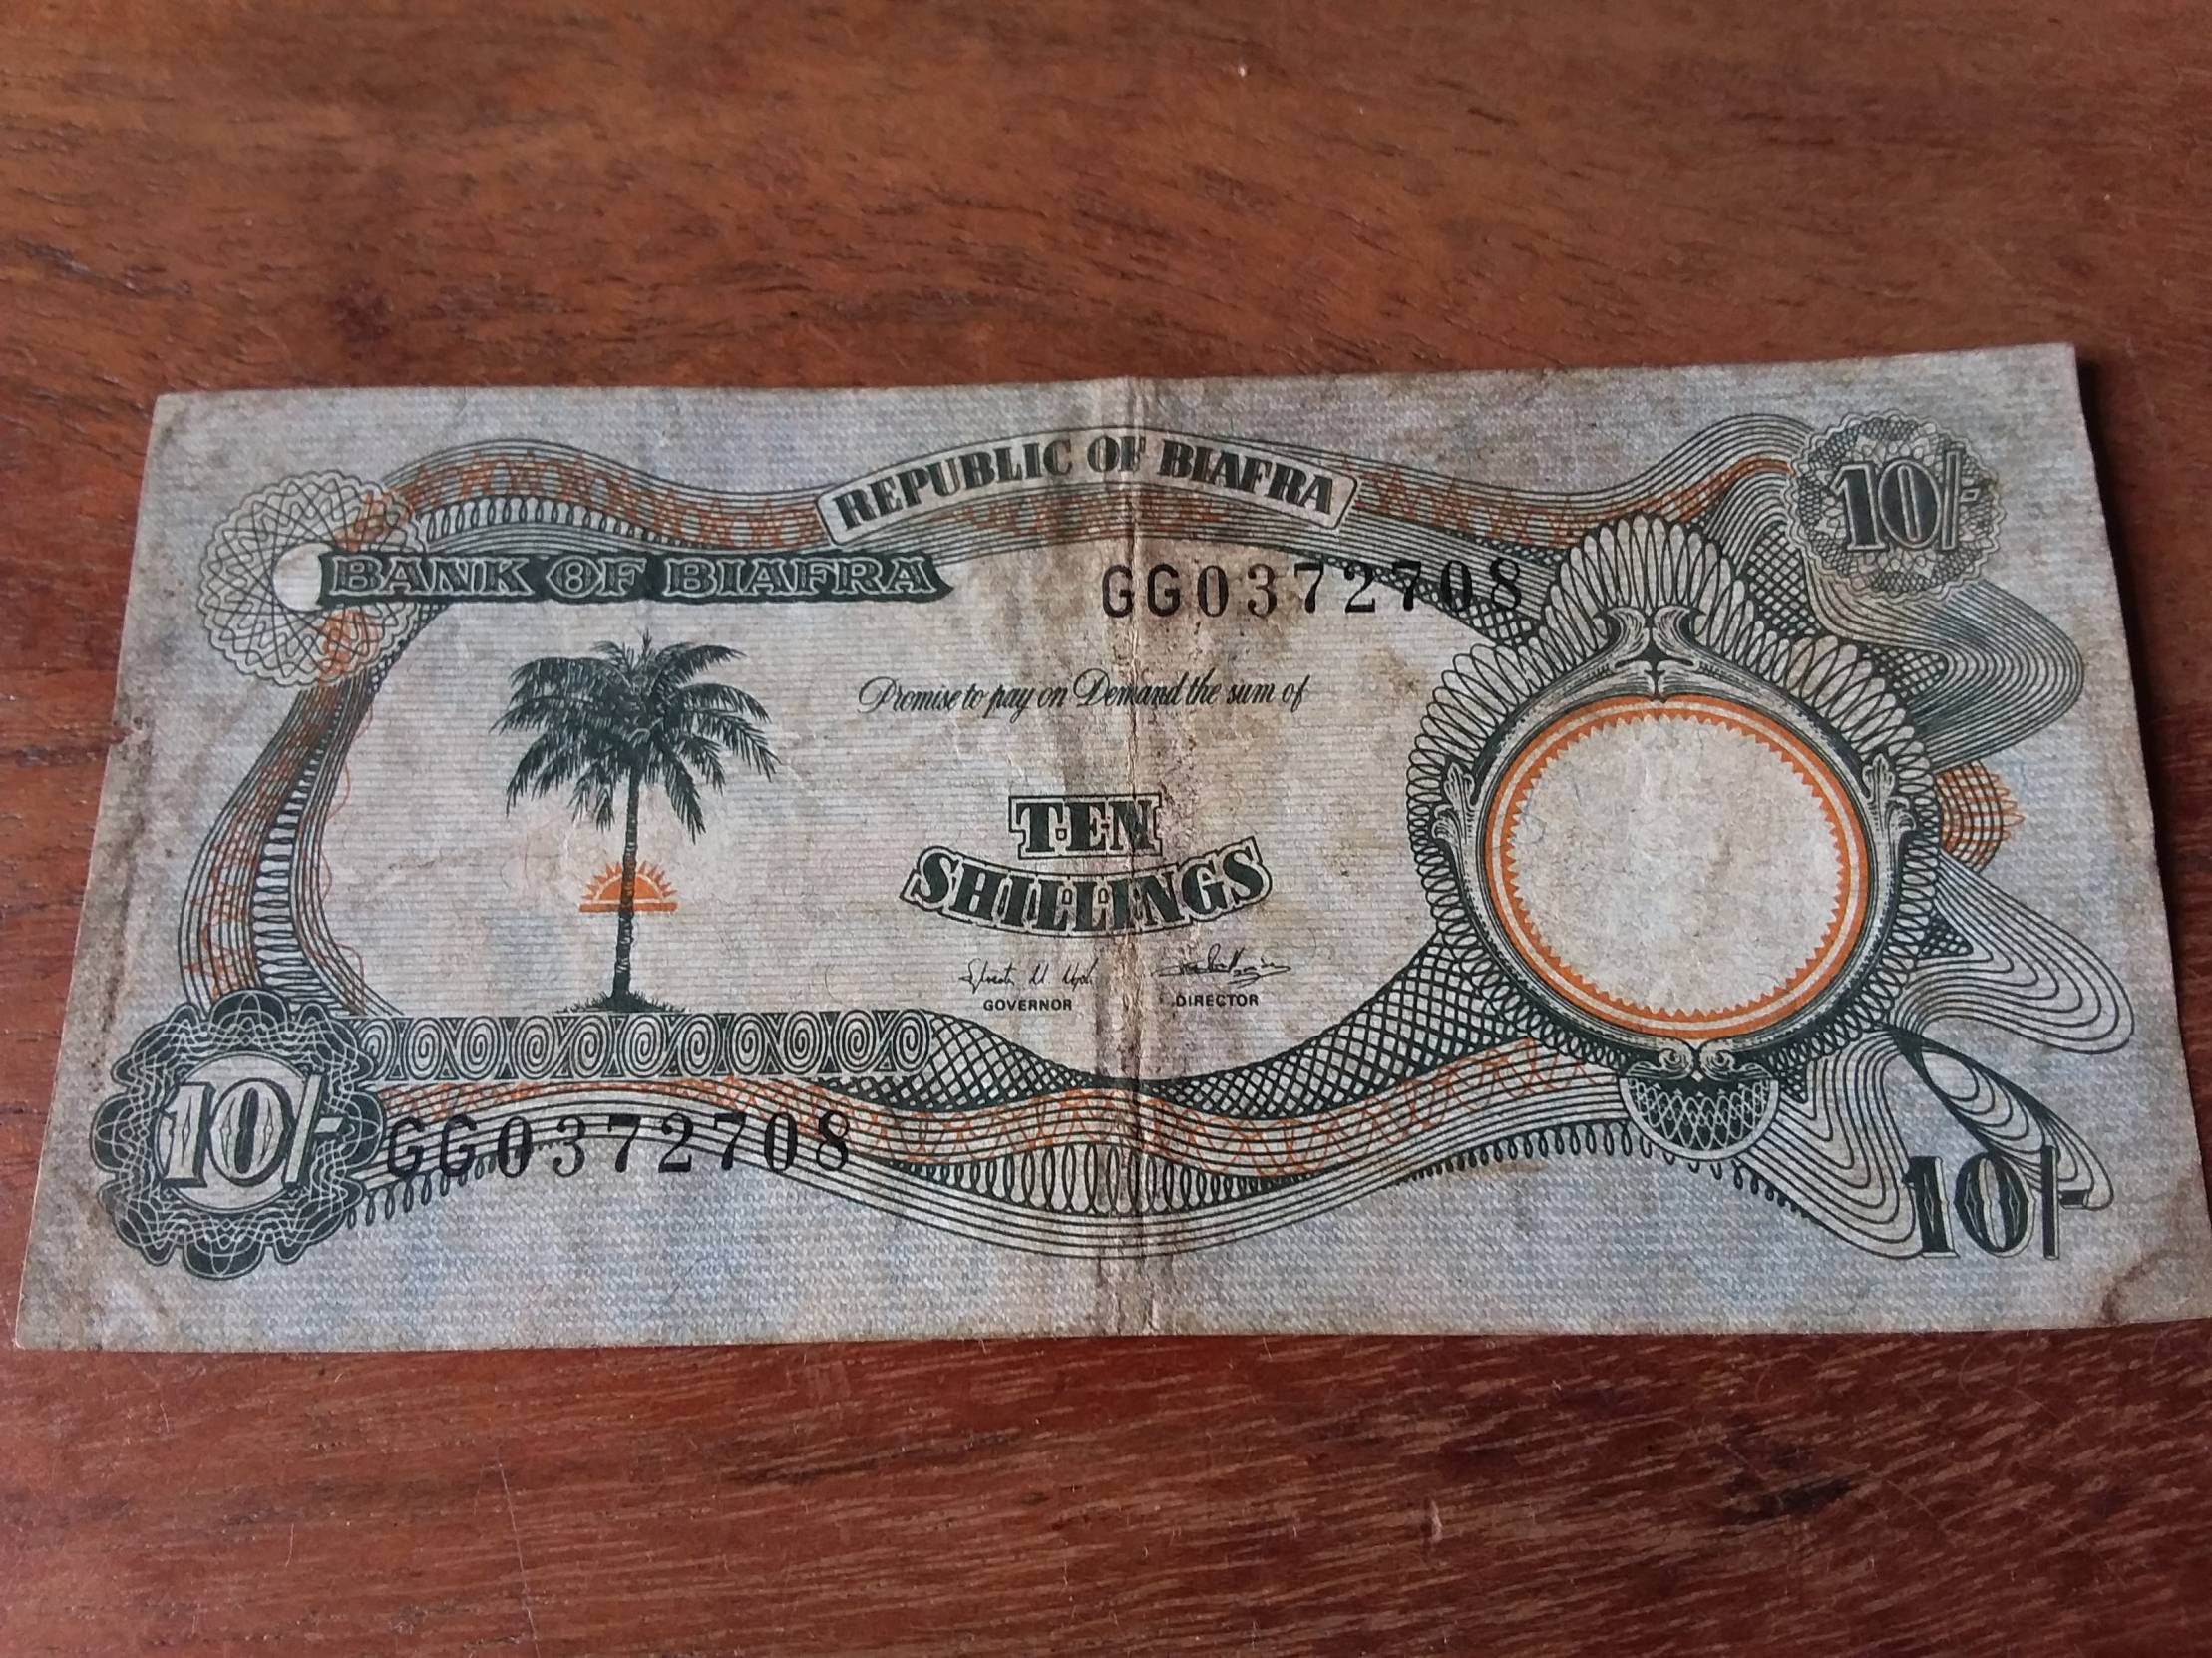 REPUBLIC OF BIAFRA
10/-
BANK OF BIAFRA
GG0372708
Promise to pay on Demand the sum of
TEN
SHILLINGS
GOVERNOR
DIRECTOR
10/-
GG0372708
10/-